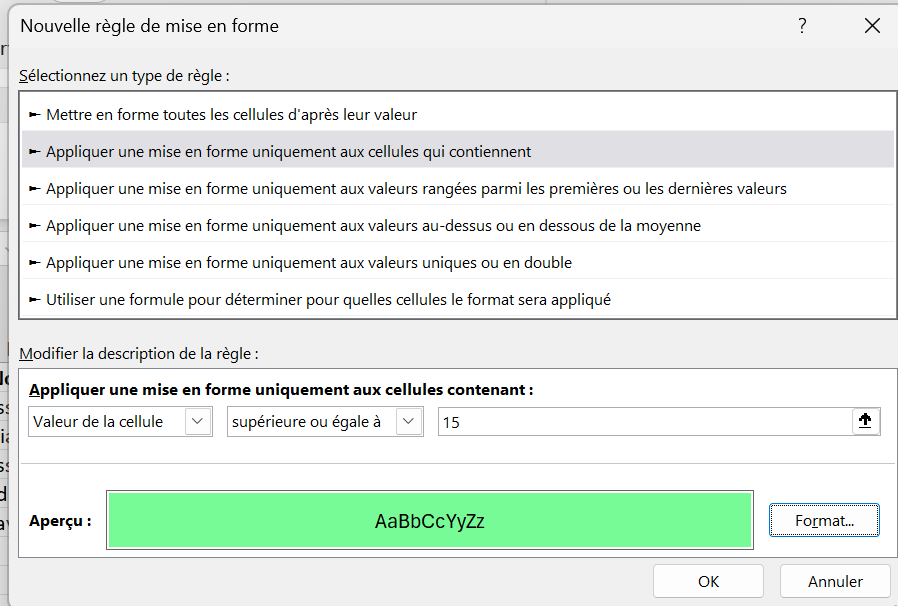 Nouvelle règle de mise en forme
?
Sélectionnez un type de règle :
► Mettre en forme toutes les cellules d'après leur valeur
► Appliquer une mise en forme uniquement aux cellules qui contiennent
► Appliquer une mise en forme uniquement aux valeurs rangées parmi les premières ou les dernières valeurs
► Appliquer une mise en forme uniquement aux valeurs au-dessus ou en dessous de la moyenne
► Appliquer une mise en forme uniquement aux valeurs uniques ou en double
► Utiliser une formule pour déterminer pour quelles cellules le format sera appliqué
Modifier la description de la règle :
Appliquer une mise en forme uniquement aux cellules contenant :
Valeur de la cellule supérieure ou égale à 15
Aperçu : AaBbCcYyZz Format...
OK Annuler